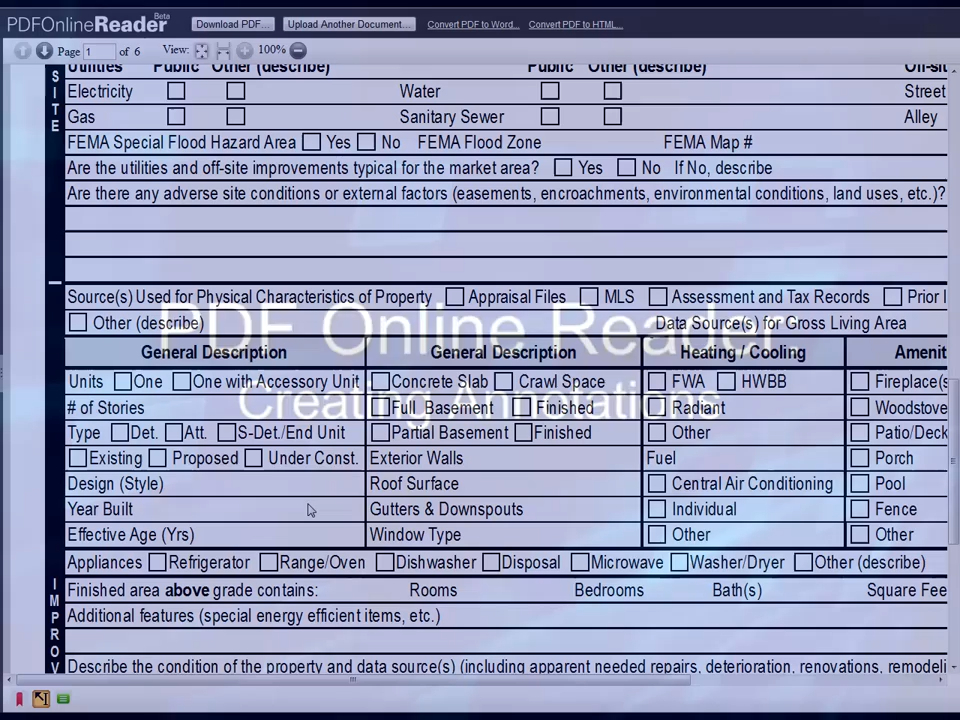 PDFOnlineReader Beta Download PDF... Upload Another Document... Convert PDF to Word... Convert PDF to HTML...
Page 1 of 6 View: 100%
SITE
Utilities Public Other (describe) Public Other (describe) Off-sit
Electricity Water Street
Gas Sanitary Sewer Alley
FEMA Special Flood Hazard Area Yes No FEMA Flood Zone FEMA Map #
Are the utilities and off-site improvements typical for the market area? Yes No If No, describe
Are there any adverse site conditions or external factors (easements, encroachments, environmental conditions, land uses, etc.)?
Source(s) Used for Physical Characteristics of Property Appraisal Files MLS Assessment and Tax Records Prior I
PDF Online Reader
Other (describe) Data Source(s) for Gross Living Area
General Description General Description Heating / Cooling Amenit
Units One One with Accessory Unit Concrete Slab Crawl Space FWA HWBB Fireplace(s
Creating Annotations
# of Stories Full Basement Finished Radiant Woodstove
Type Det. Att. S-Det./End Unit Partial Basement Finished Other Patio/Deck
Existing Proposed Under Const. Exterior Walls Fuel Porch
Design (Style) Roof Surface Central Air Conditioning Pool
Year Built Gutters & Downspouts Individual Fence
Effective Age (Yrs) Window Type Other Other
Appliances Refrigerator Range/Oven Dishwasher Disposal Microwave Washer/Dryer Other (describe)
IMPROV
Finished area above grade contains: Rooms Bedrooms Bath(s) Square Fee
Additional features (special energy efficient items, etc.)
Describe the condition of the property and data source(s) (including apparent needed repairs, deterioration, renovations, remodeli